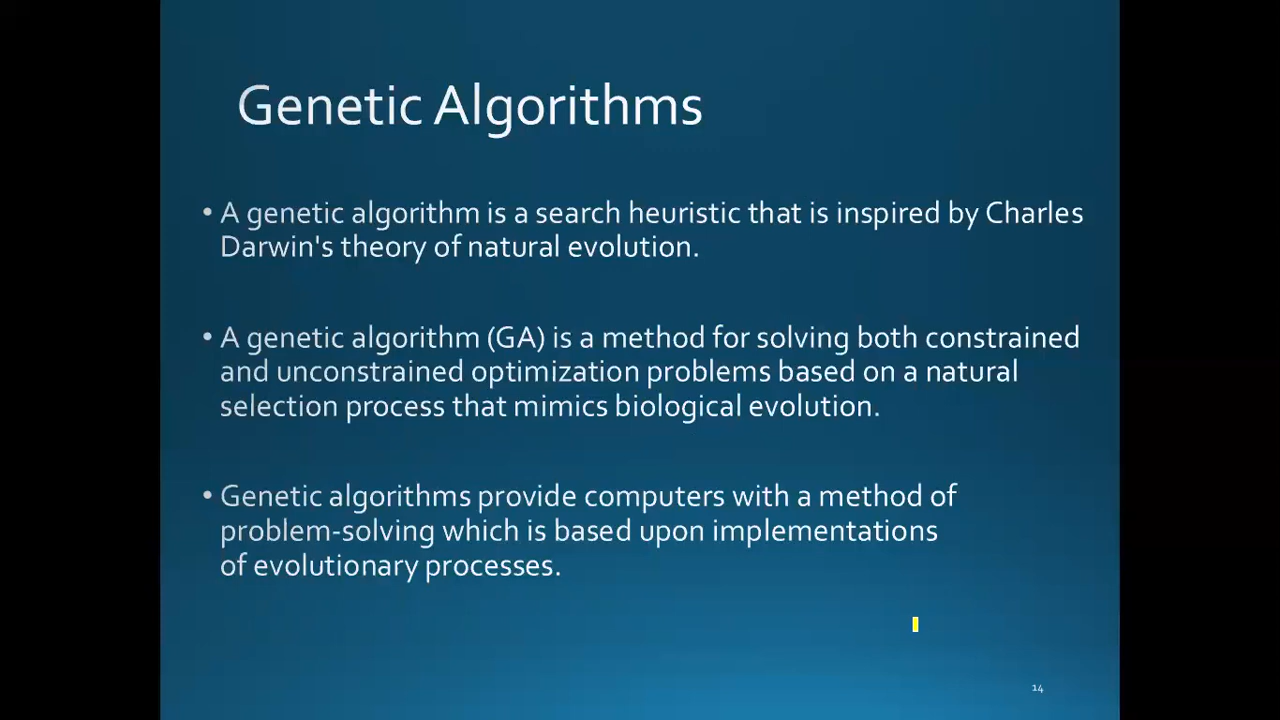 Genetic Algorithms
• A genetic algorithm is a search heuristic that is inspired by Charles
Darwin's theory of natural evolution.
• A genetic algorithm (GA) is a method for solving both constrained
and unconstrained optimization problems based on a natural
selection process that mimics biological evolution.
• Genetic algorithms provide computers with a method of
problem-solving which is based upon implementations
of evolutionary processes.
14